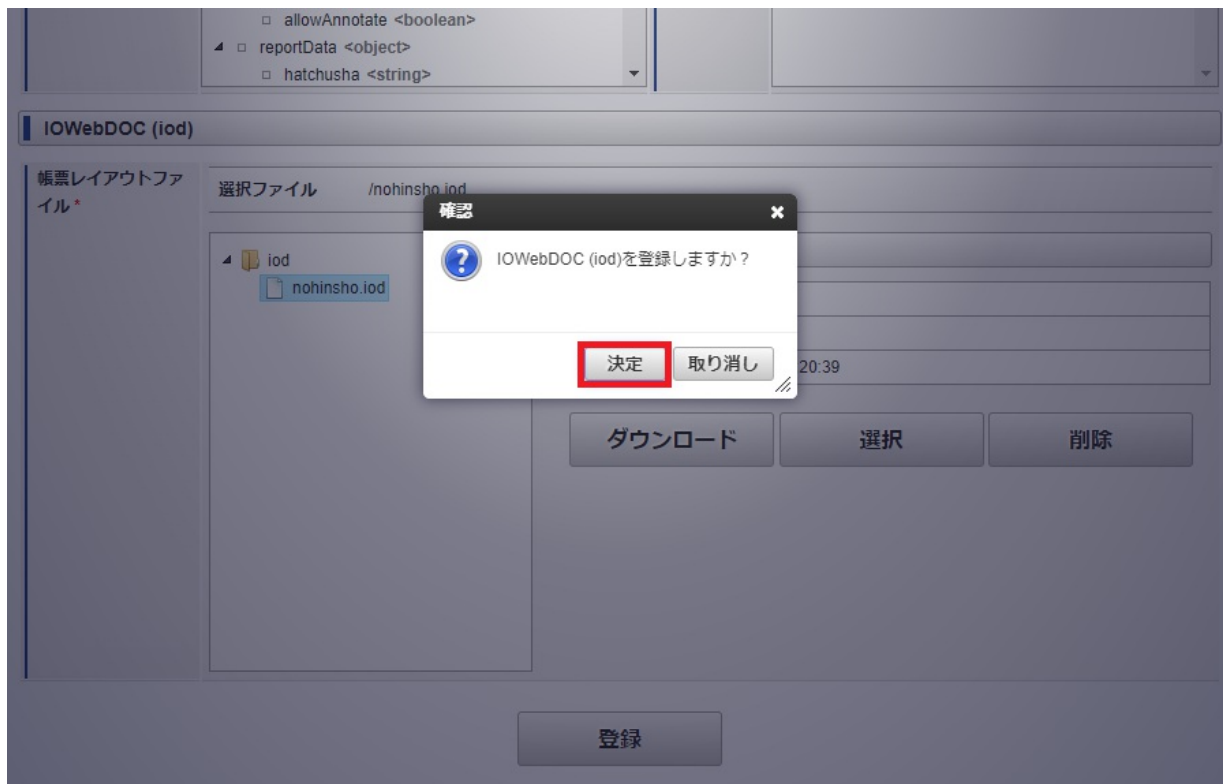 allowAnnotate <boolean>
reportData <object>
hatchusha <string>
IOWebDOC (iod)
帳票レイアウトファ
イル*
選択ファイル /nohinsho.iod
確認
iod
nohinsho.iod
IOWebDOC (iod)を登録しますか？
決定 取り消し
20:39
ダウンロード 選択 削除
登録